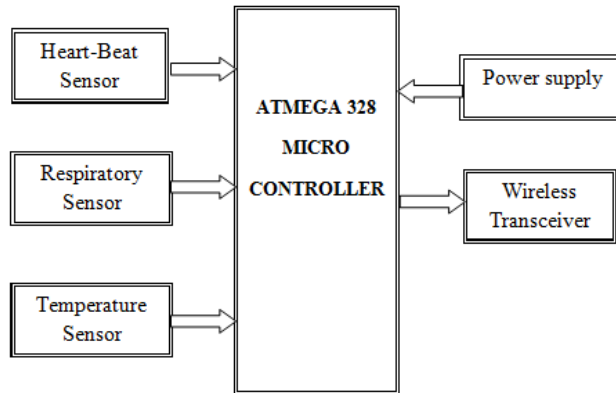 Heart-Beat
Sensor
Respiratory
Sensor
Temperature
Sensor
ATMEGA 328
MICRO
CONTROLLER
Power supply
Wireless
Transceiver